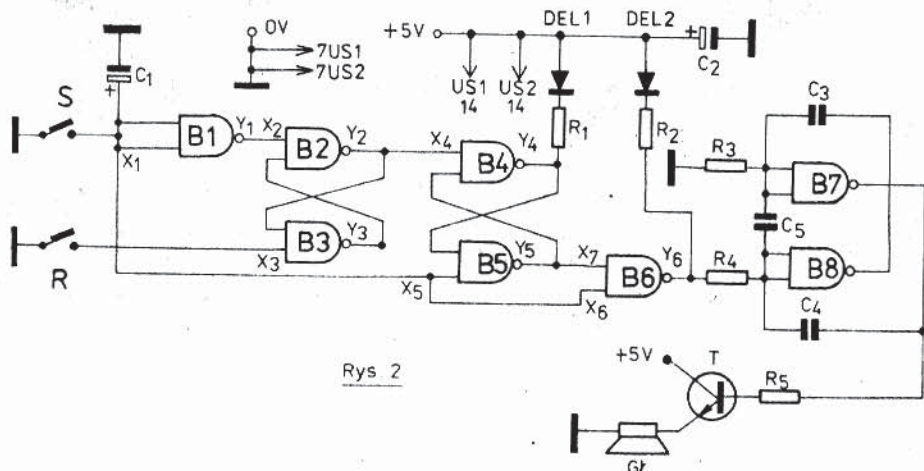 DEL1 DEL2
0V
+5V
7US1
7US2
+
C1
+
C2
US1
14
US2
14
S
X1
B1
Y1
X2
B2
Y2
X4
B4
Y4
R1
R2
C3
R3
B7
C5
R
X3
B3
Y3
X5
B5
Y5
X7
X6
B6
Y6
R4
B8
C4
Rys. 2
+5V
T
R5
Gł